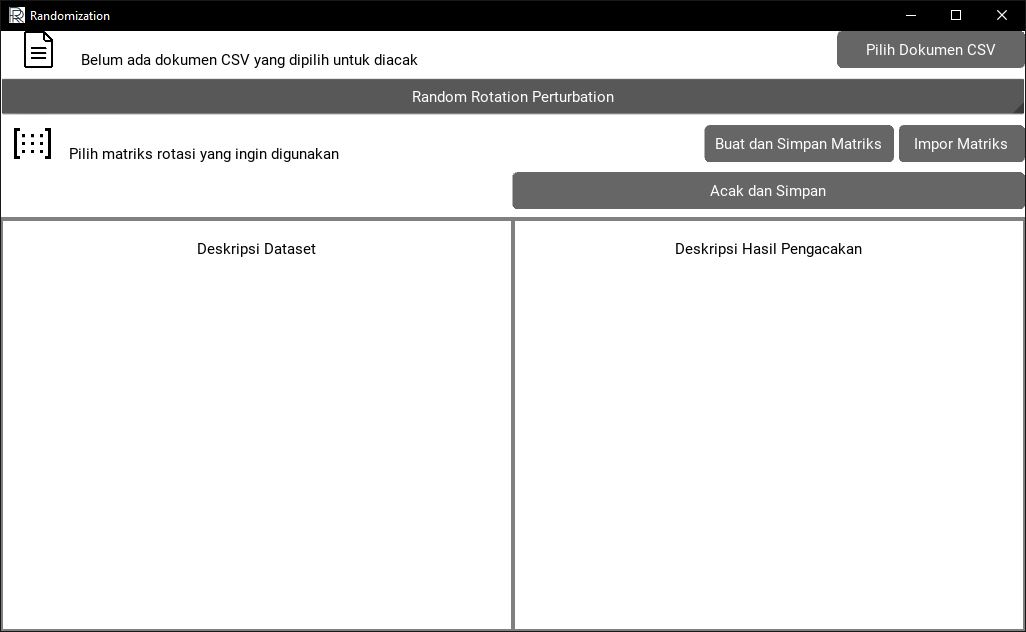 Randomization
Belum ada dokumen CSV yang dipilih untuk diacak
Pilih Dokumen CSV
Random Rotation Perturbation
Pilih matriks rotasi yang ingin digunakan
Buat dan Simpan Matriks
Impor Matriks
Acak dan Simpan
Deskripsi Dataset
Deskripsi Hasil Pengacakan